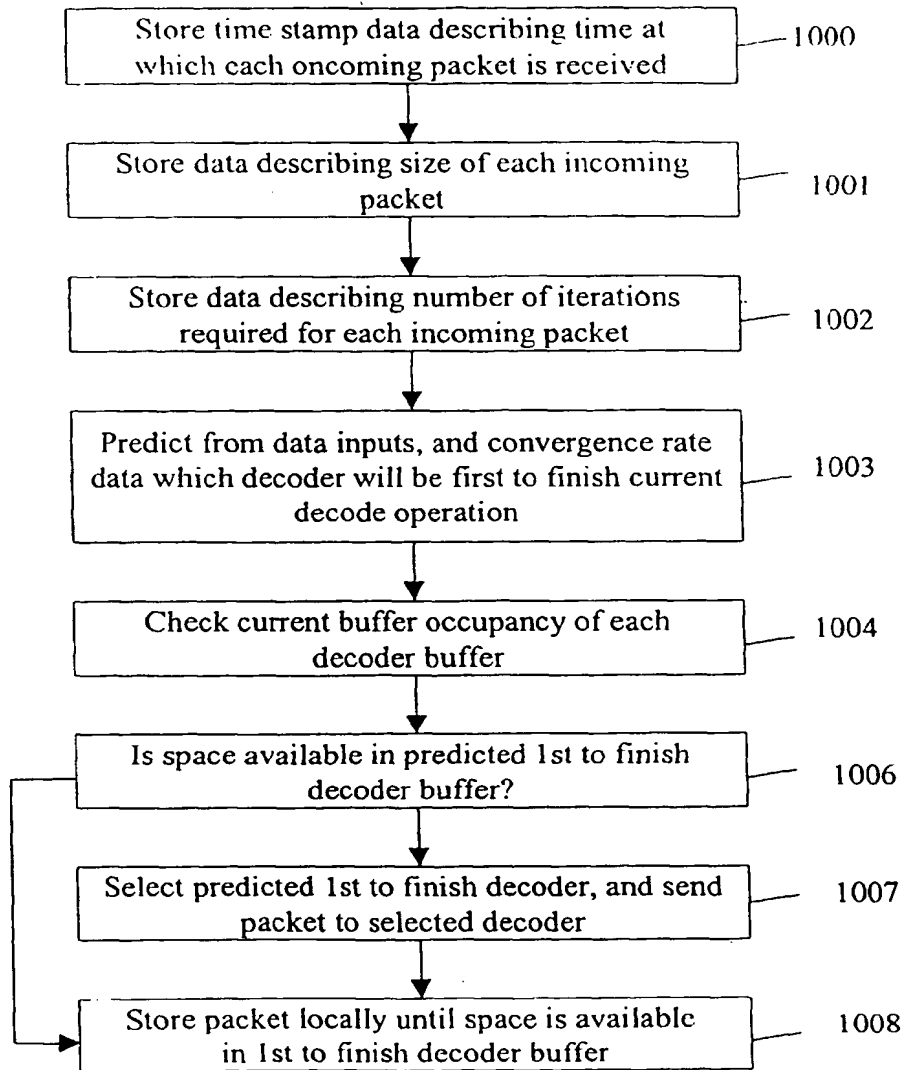 Store time stamp data describing time at
which each oncoming packet is received
1000
Store data describing size of each incoming
packet
1001
Store data describing number of iterations
required for each incoming packet
1002
Predict from data inputs, and convergence rate
data which decoder will be first to finish current
decode operation
1003
Check current buffer occupancy of each
decoder buffer
1004
Is space available in predicted 1st to finish
decoder buffer?
1006
Select predicted 1st to finish decoder, and send
packet to selected decoder
1007
Store packet locally until space is available
in 1st to finish decoder buffer
1008